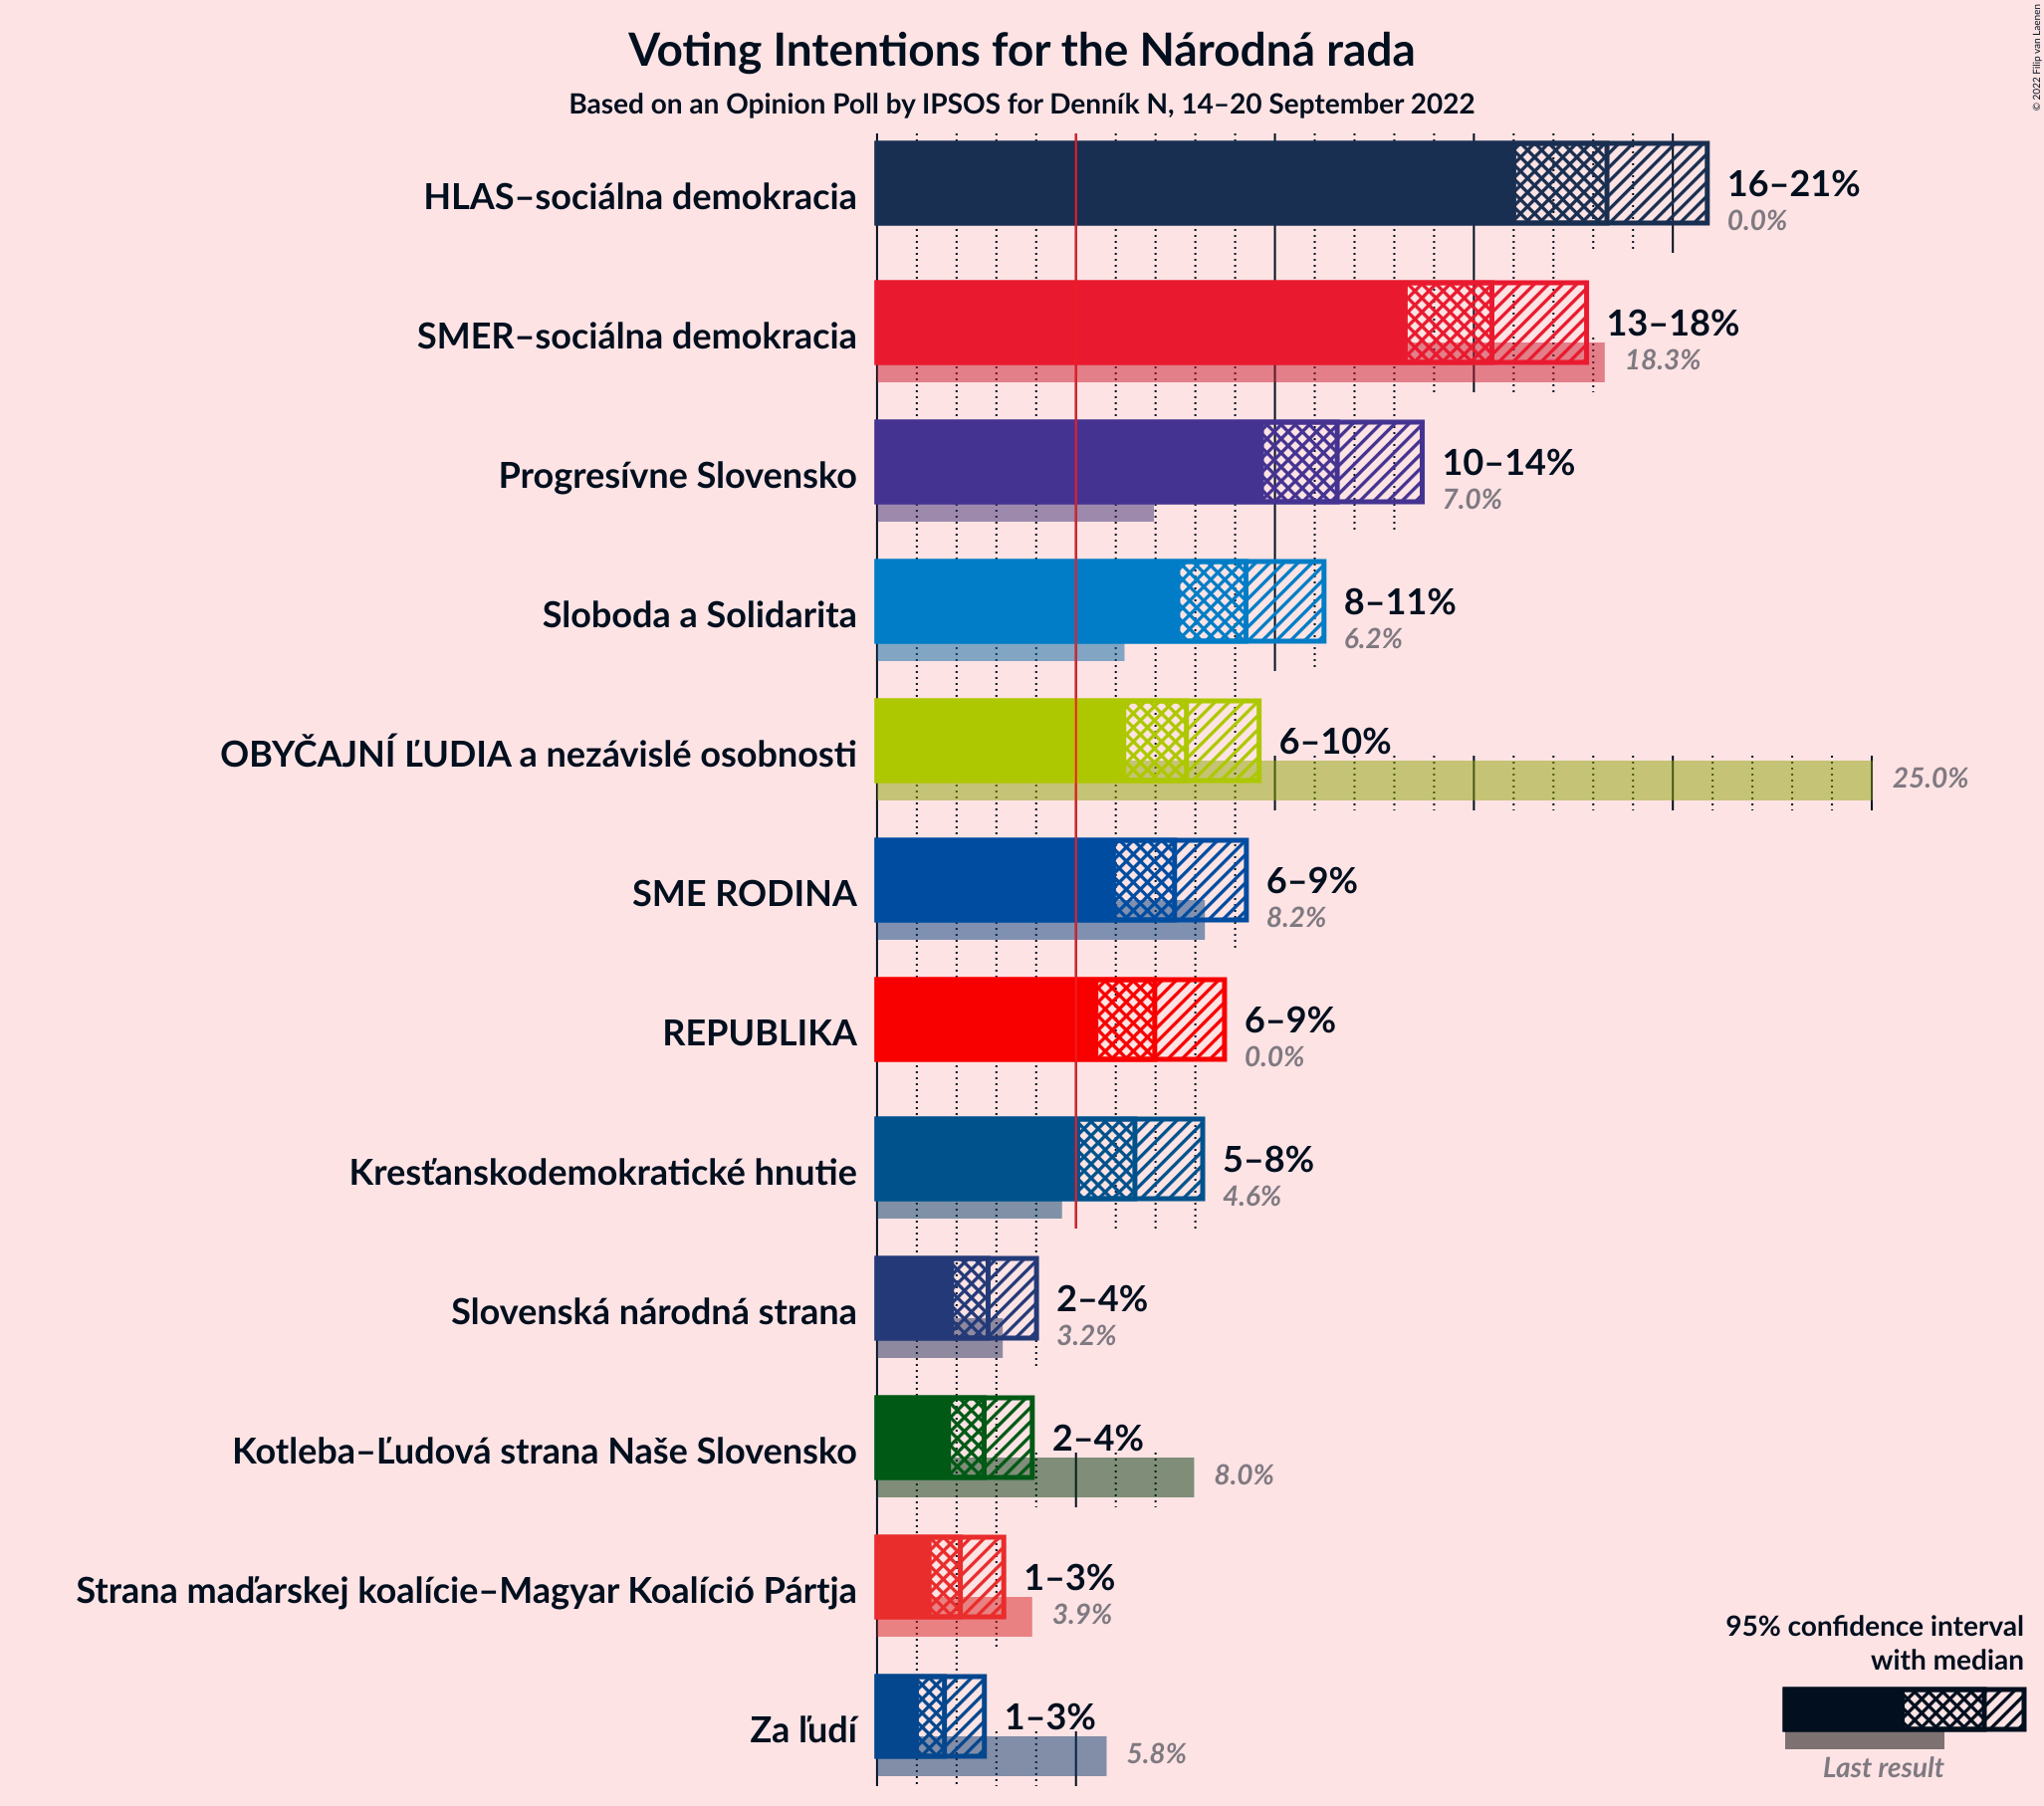 © 2022 Filip van Laenen
Voting Intentions for the Národná rada
Based on an Opinion Poll by IPSOS for Denník N, 14–20 September 2022
HLAS–sociálna demokracia
16–21%
0.0%
SMER–sociálna demokracia
13–18%
18.3%
Progresívne Slovensko
10–14%
7.0%
Sloboda a Solidarita
8–11%
6.2%
OBYČAJNÍ ĽUDIA a nezávislé osobnosti
6–10%
25.0%
SME RODINA
6–9%
8.2%
REPUBLIKA
6–9%
0.0%
Kresťanskodemokratické hnutie
5–8%
4.6%
Slovenská národná strana
2–4%
3.2%
Kotleba–Ľudová strana Naše Slovensko
2–4%
8.0%
Strana maďarskej koalície–Magyar Koalíció Pártja
1–3%
3.9%
Za ľudí
1–3%
5.8%
95% confidence interval
with median
Last result